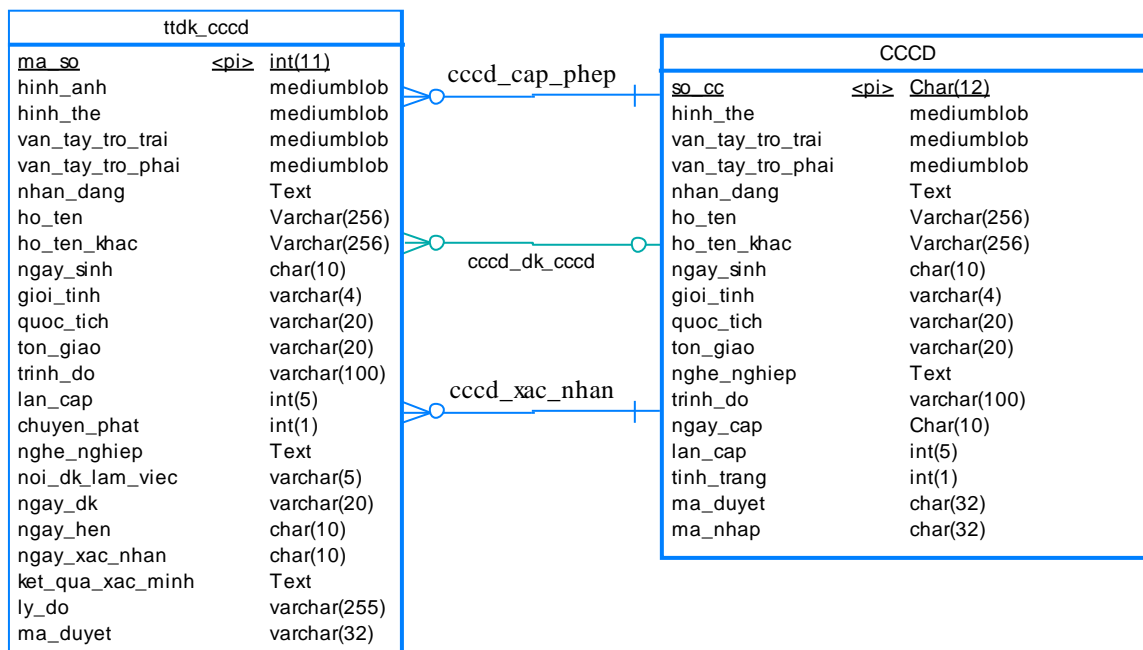 ttdk_cccd
ma_so <pi> int(11)
hinh_anh mediumblob
hinh_the mediumblob
van_tay_tro_trai mediumblob
van_tay_tro_phai mediumblob
nhan_dang Text
ho_ten Varchar(256)
ho_ten_khac Varchar(256)
ngay_sinh char(10)
gioi_tinh varchar(4)
quoc_tich varchar(20)
ton_giao varchar(20)
trinh_do varchar(100)
lan_cap int(5)
chuyen_phat int(1)
nghe_nghiep Text
noi_dk_lam_viec varchar(5)
ngay_dk varchar(20)
ngay_hen char(10)
ngay_xac_nhan char(10)
ket_qua_xac_minh Text
ly_do varchar(255)
ma_duyet varchar(32)
cccd_cap_phep
cccd_dk_cccd
cccd_xac_nhan
CCCD
so_cc <pi> Char(12)
hinh_the mediumblob
van_tay_tro_trai mediumblob
van_tay_tro_phai mediumblob
nhan_dang Text
ho_ten Varchar(256)
ho_ten_khac Varchar(256)
ngay_sinh char(10)
gioi_tinh varchar(4)
quoc_tich varchar(20)
ton_giao varchar(20)
nghe_nghiep Text
trinh_do varchar(100)
ngay_cap Char(10)
lan_cap int(5)
tinh_trang int(1)
ma_duyet char(32)
ma_nhap char(32)